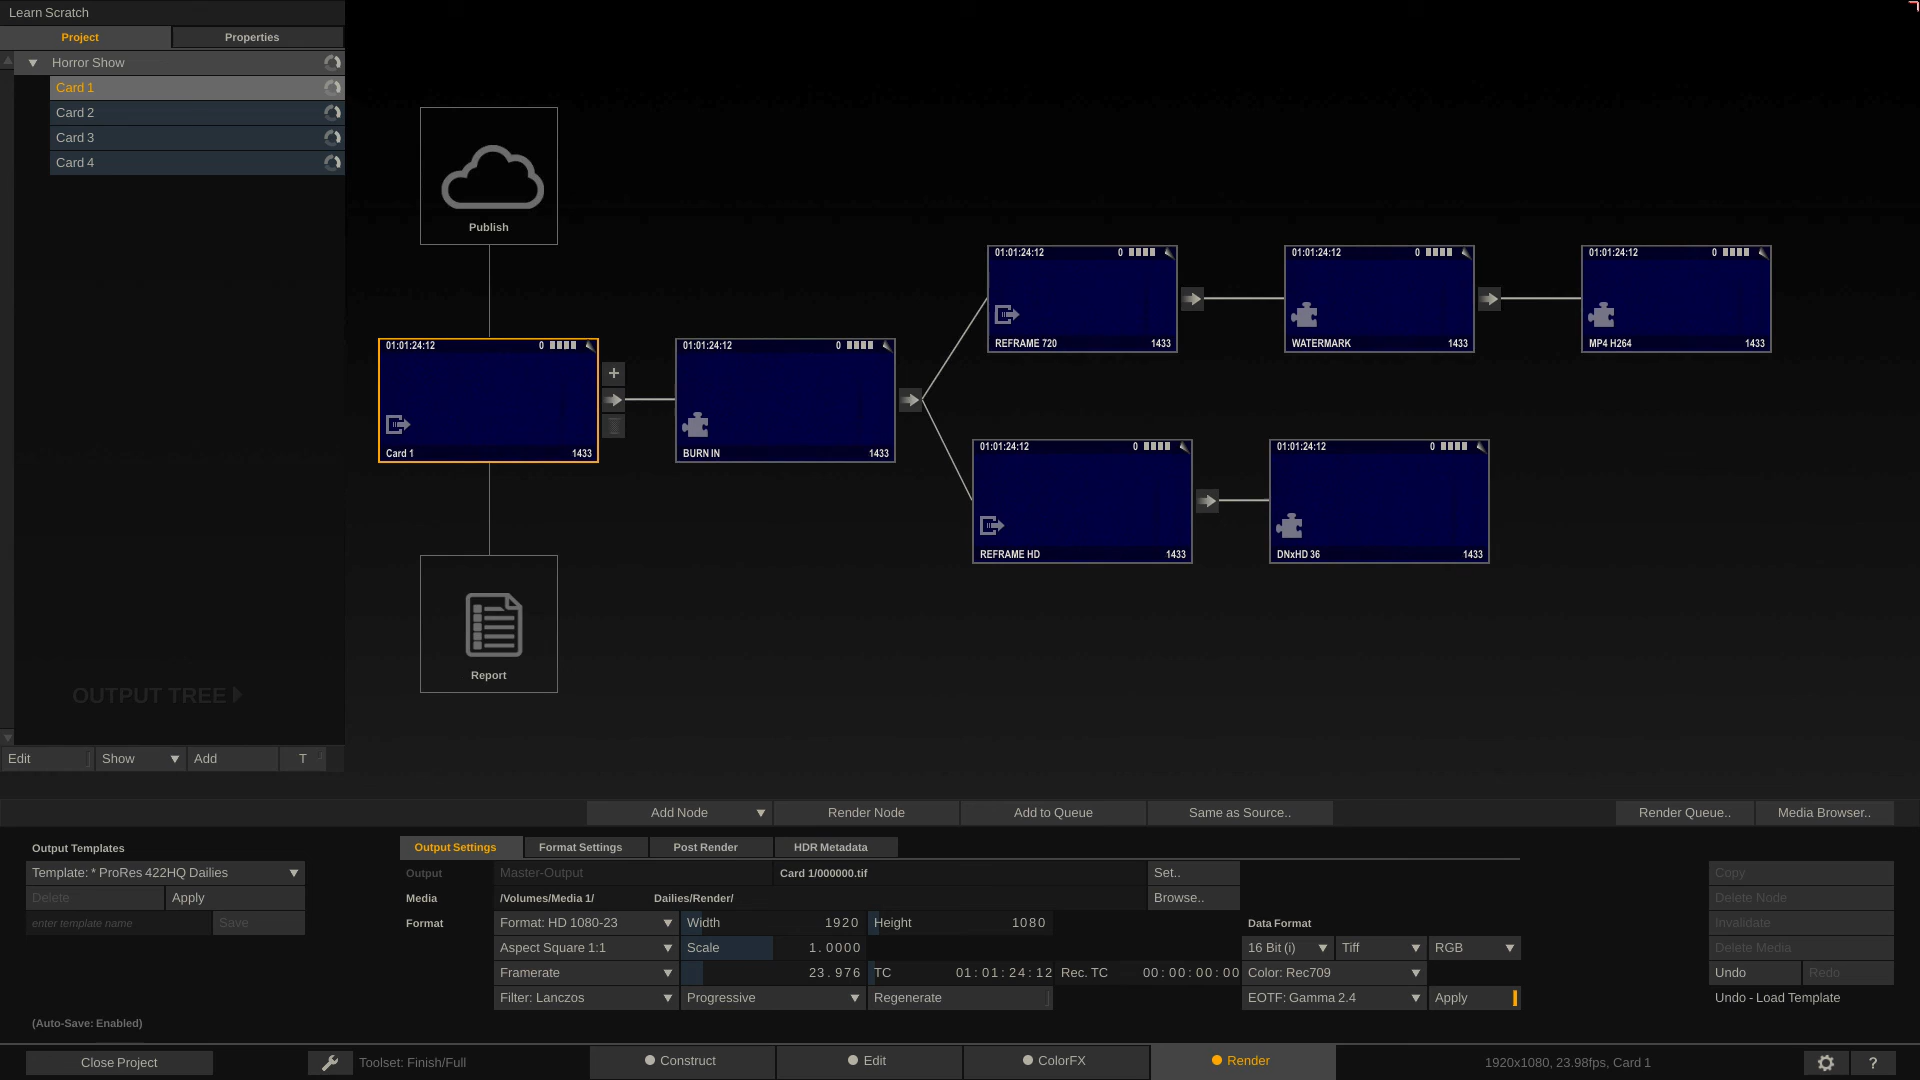 Learn Scratch
Project
Properties
Horror Show
Card 1
Card 2
Card 3
Card 4
OUTPUT TREE
Edit
Show
Add
T
Publish
01:01:24:12 0
Card 1 1433
01:01:24:12 0
BURN IN 1433
01:01:24:12 0
REFRAME 720 1433
01:01:24:12 0
WATERMARK 1433
01:01:24:12 0
MP4 H264 1433
01:01:24:12 0
REFRAME HD 1433
01:01:24:12 0
DNxHD 36 1433
Report
Add Node
Render Node
Add to Queue
Same as Source..
Render Queue..
Media Browser..
Output Templates
Template: * ProRes 422HQ Dailies
Delete
Apply
enter template name
Save
(Auto-Save: Enabled)
Output Settings
Format Settings
Post Render
HDR Metadata
Output Master-Output Card 1/000000.tif Set..
Media /Volumes/Media 1/ Dailies/Render/ Browse..
Format Format: HD 1080-23 Width 1920 Height 1080 Data Format
Aspect Square 1:1 Scale 1.0000 16 Bit (i) Tiff RGB
Framerate 23.976 TC 01:01:24:12 Rec. TC 00:00:00:00 Color: Rec709
Filter: Lanczos Progressive Regenerate EOTF: Gamma 2.4 Apply
Copy
Delete Node
Invalidate
Delete Media
Undo
Redo
Undo - Load Template
Close Project
Toolset: Finish/Full
Construct
Edit
ColorFX
Render
1920x1080, 23.98fps, Card 1
?